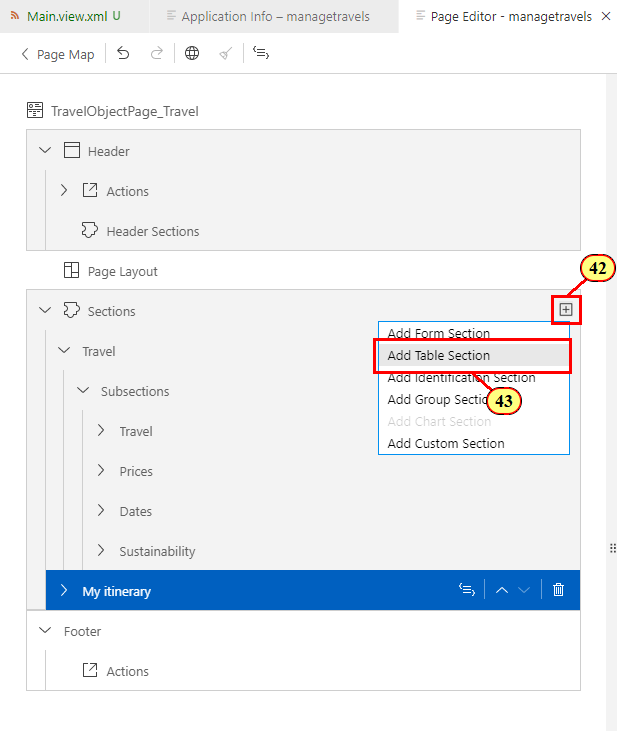 Main.view.xml U
Application Info – managetravels
Page Editor - managetravels
Page Map
TravelObjectPage_Travel
Header
Actions
Header Sections
Page Layout
42
Sections
Add Form Section
Travel
Add Table Section
Add Identification Section
Subsections
Add Group Section
43
Add Chart Section
Travel
Add Custom Section
Prices
Dates
Sustainability
My itinerary
Footer
Actions